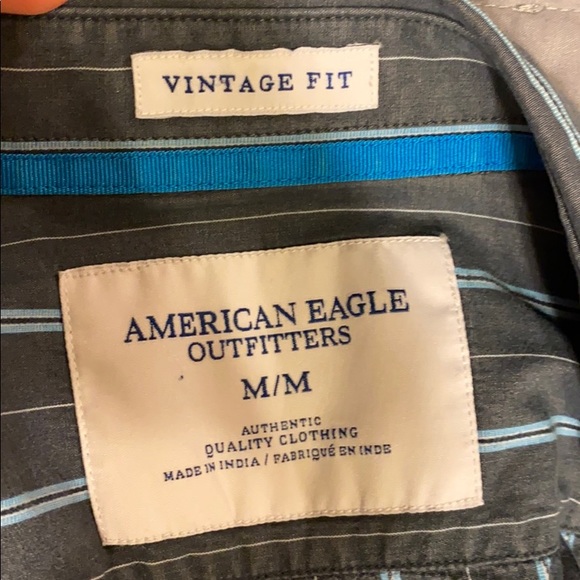 VINTAGE FIT
AMERICAN EAGLE
OUTFITTERS
M/M
AUTHENTIC
QUALITY CLOTHING
MADE IN INDIA / FABRIQUÉ EN INDE